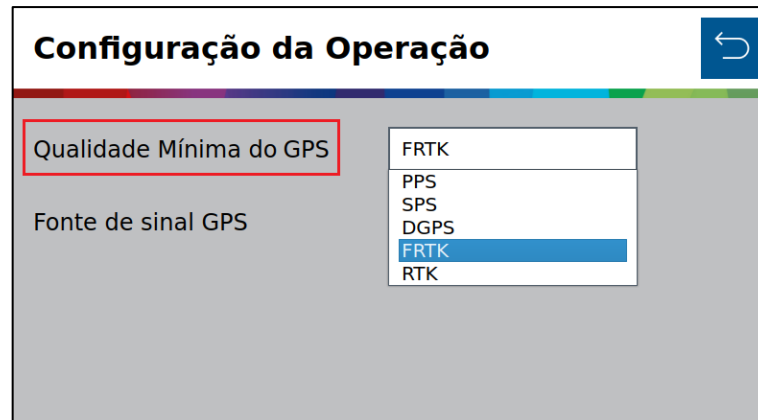 Configuração da Operação
Qualidade Mínima do GPS
FRTK
PPS
SPS
DGPS
FRTK
RTK
Fonte de sinal GPS